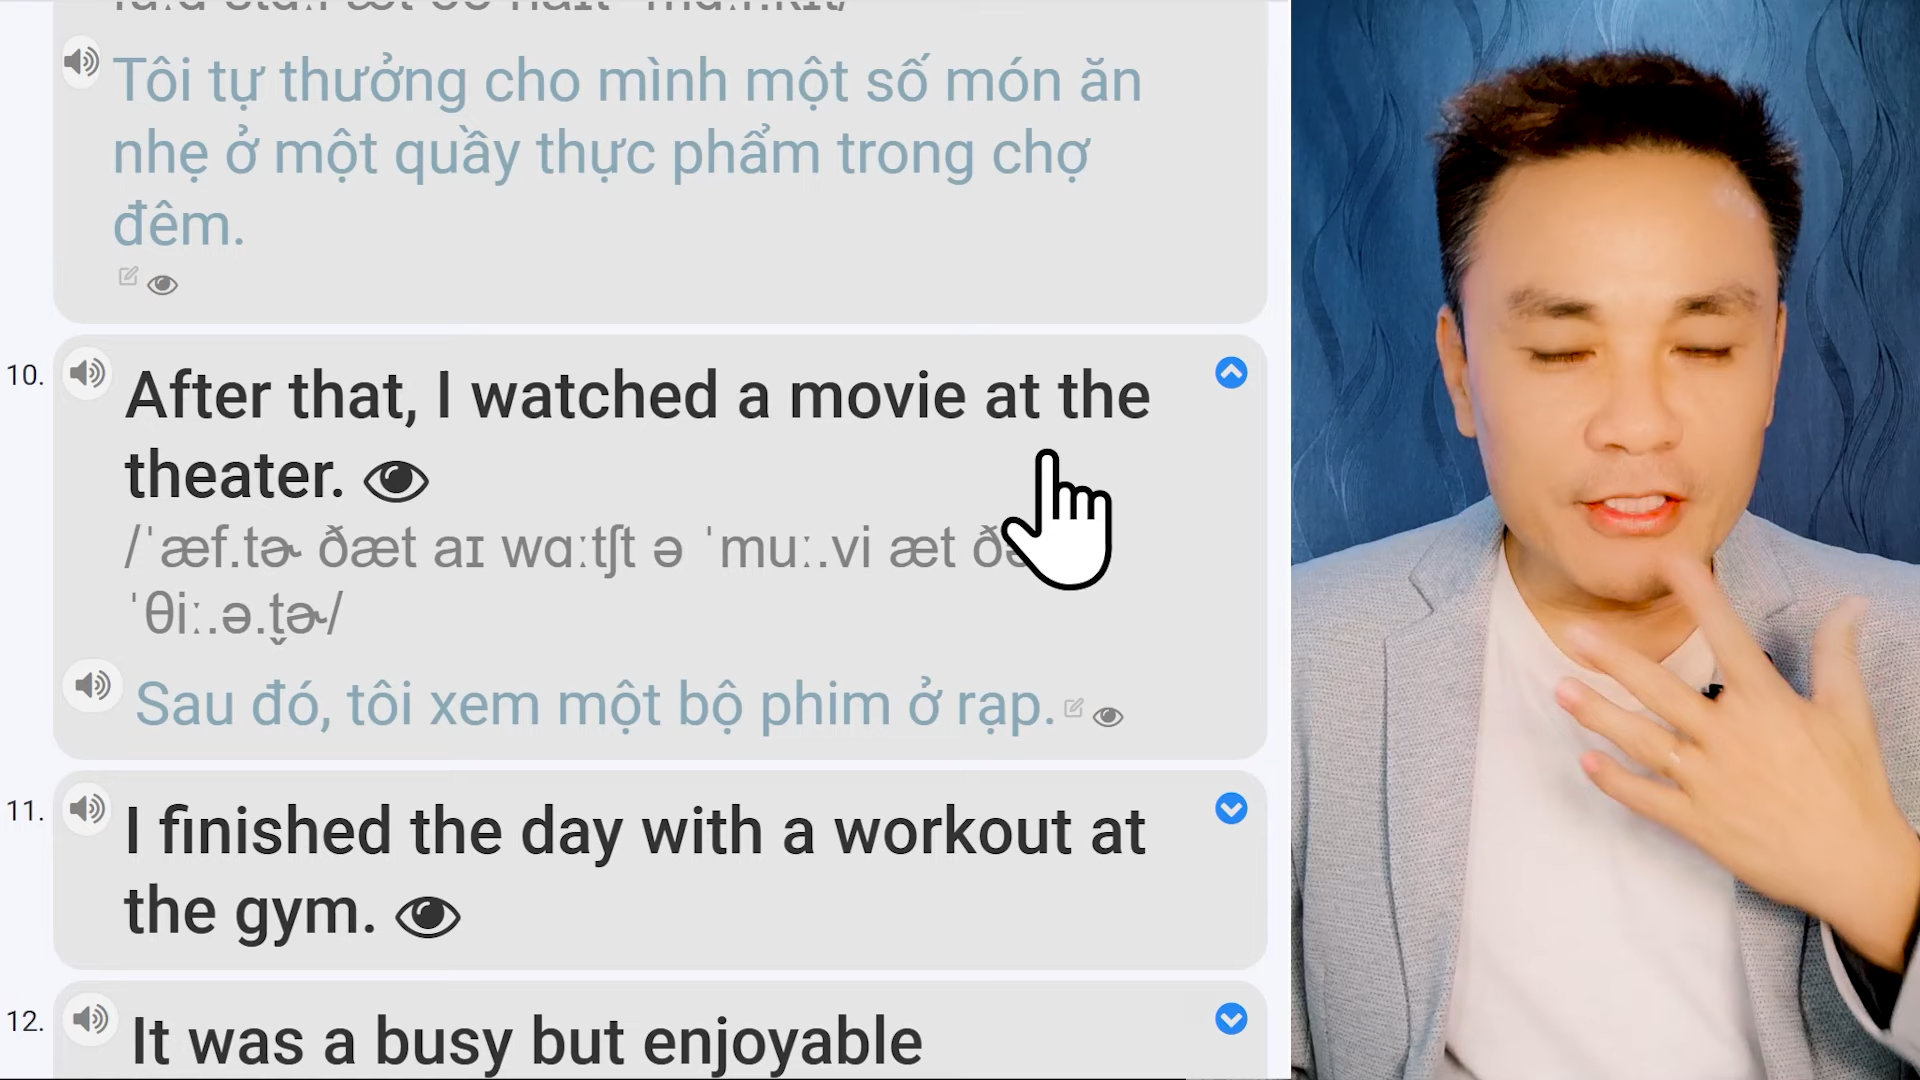 Tôi tự thưởng cho mình một số món ăn
nhẹ ở một quầy thực phẩm trong chợ
đêm.
10.
After that, I watched a movie at the
theater.
/ˈæf.tɚ ðæt aɪ wɑːtʃt ə ˈmuː.vi æt
ˈθiː.ə.t̬ɚ/
Sau đó, tôi xem một bộ phim ở rạp.
11.
I finished the day with a workout at
the gym.
12.
It was a busy but enjoyable